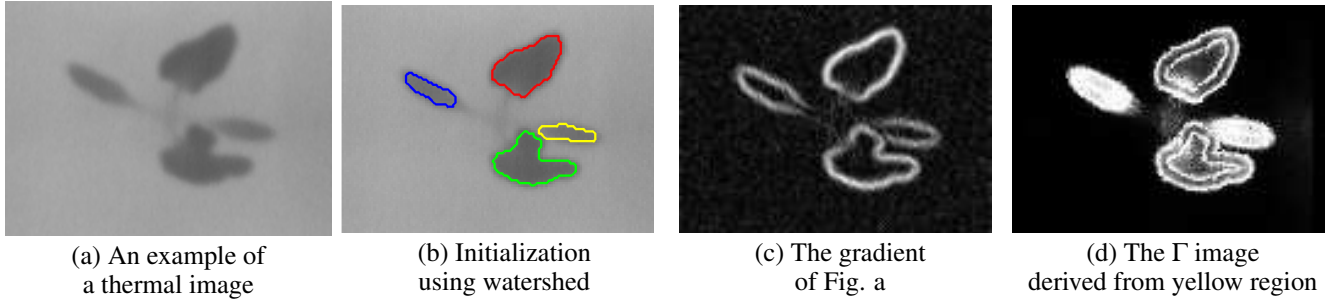 (a) An example of
a thermal image
(b) Initialization
using watershed
(c) The gradient
of Fig. a
(d) The Γ image
derived from yellow region